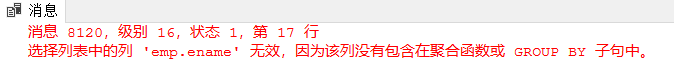 消息
消息 8120，级别 16，状态 1，第 17 行
选择列表中的列 'emp.ename' 无效，因为该列没有包含在聚合函数或 GROUP BY 子句中。